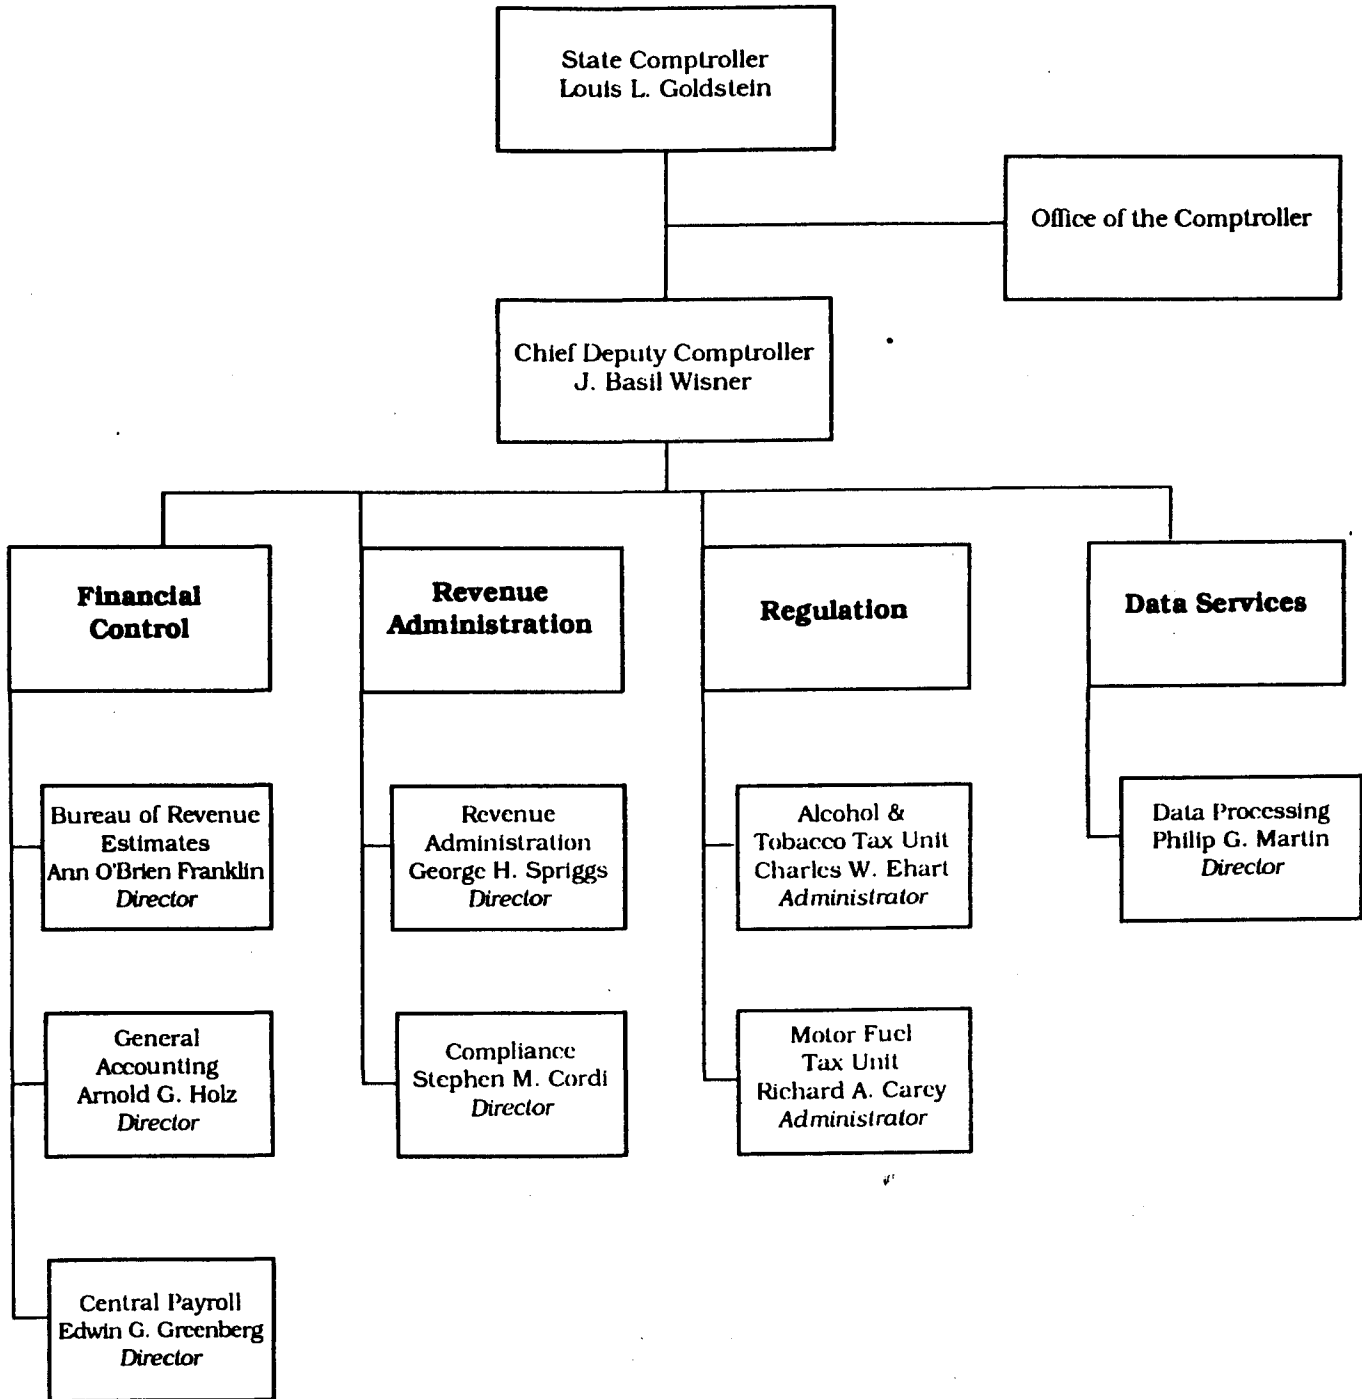 State Comptroller
Louis L. Goldstein
Office of the Comptroller
Chief Deputy Comptroller
J. Basil Wisner
Financial
Control
Revenue
Administration
Regulation
Data Services
Bureau of Revenue
Estimates
Ann O'Brien Franklin
Director
Revenue
Administration
George H. Spriggs
Director
Alcohol &
Tobacco Tax Unit
Charles W. Ehart
Administrator
Data Processing
Philip G. Martin
Director
General
Accounting
Arnold G. Holz
Director
Compliance
Stephen M. Cordi
Director
Motor Fuel
Tax Unit
Richard A. Carey
Administrator
Central Payroll
Edwin G. Greenberg
Director